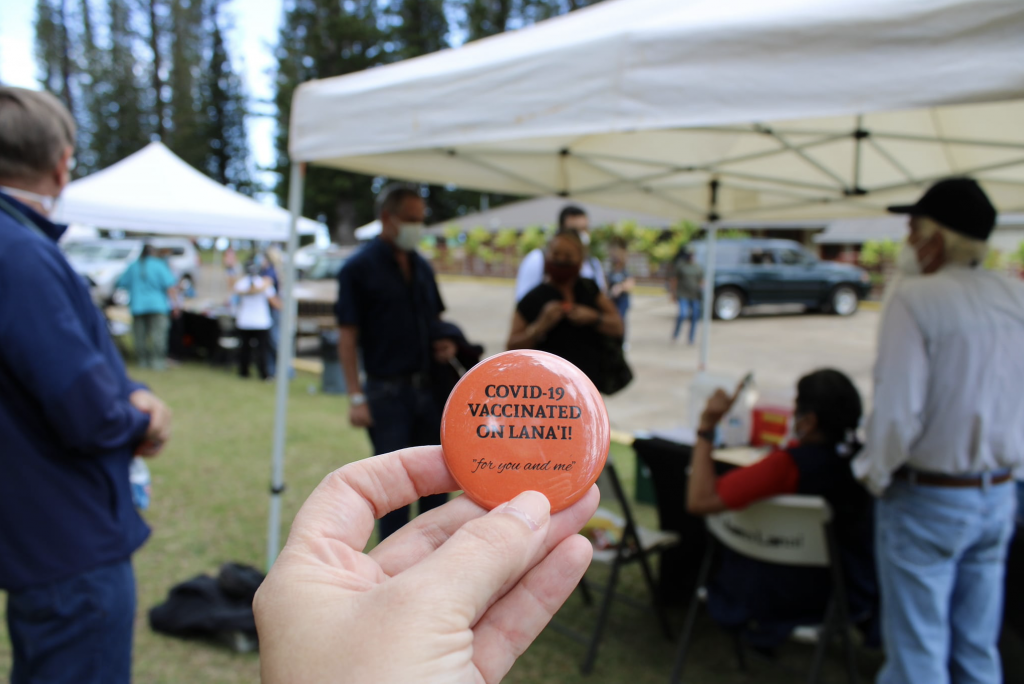 COVID-19
VACCINATED
ON LANA'I!
"for you and me"